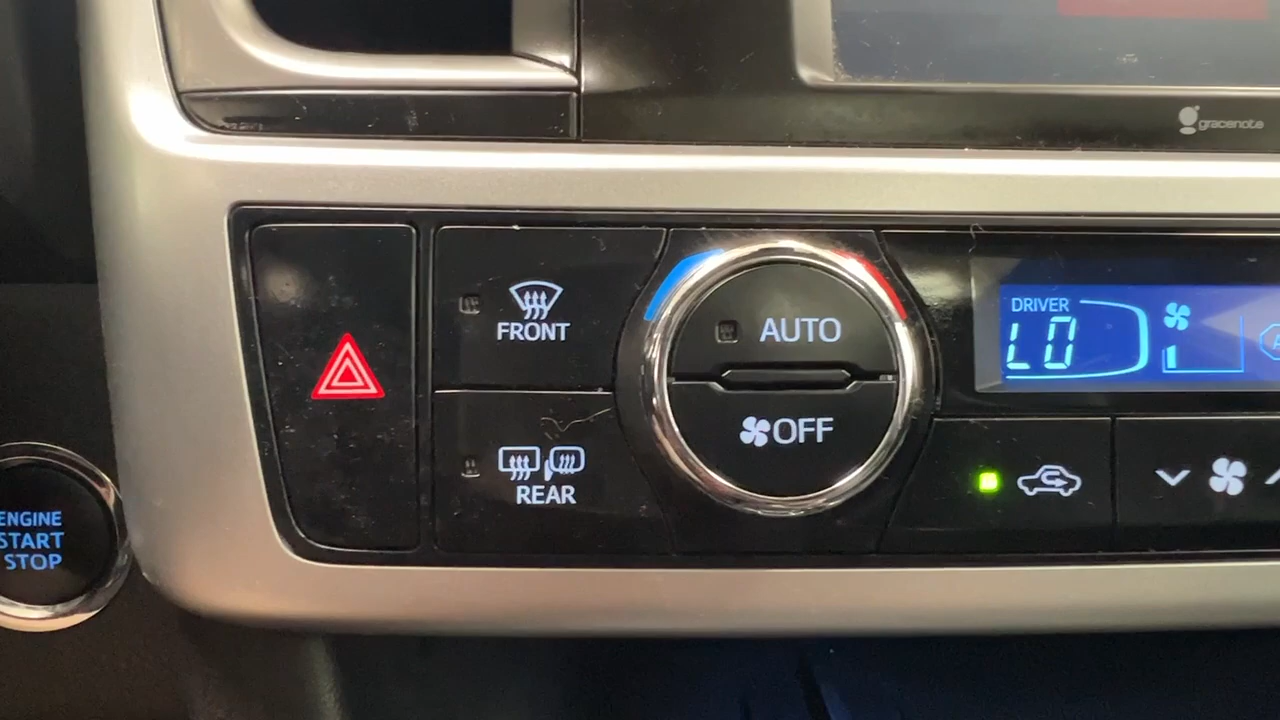 gracenote
FRONT
AUTO
DRIVER
LO
OFF
REAR
ENGINE
START
STOP